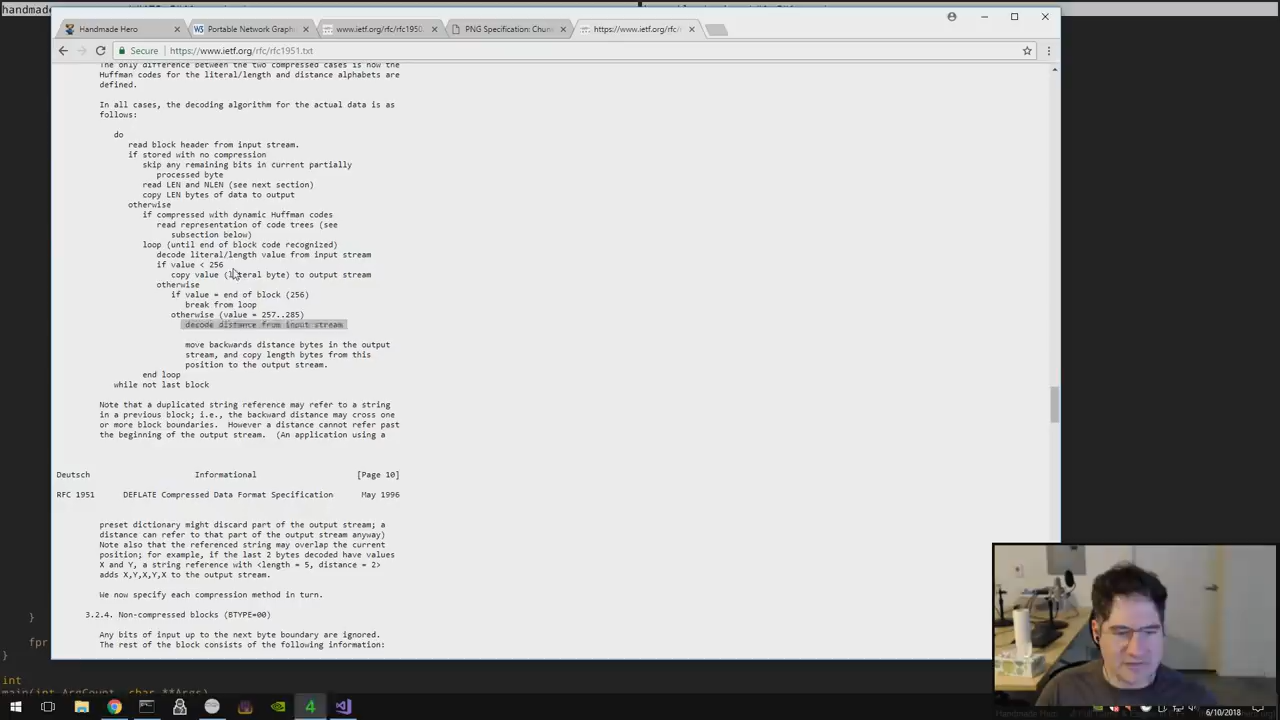 handmade
Handmade Hero
Portable Network Graph
www.ietf.org/rfc/rfc1950.
PNG Specification: Chun
https://www.ietf.org/rfc/r
Secure
https://www.ietf.org/rfc/rfc1951.txt
The only difference between the two compressed cases is how the
Huffman codes for the literal/length and distance alphabets are
defined.
In all cases, the decoding algorithm for the actual data is as
follows:
do
read block header from input stream.
if stored with no compression
skip any remaining bits in current partially
processed byte
read LEN and NLEN (see next section)
copy LEN bytes of data to output
otherwise
if compressed with dynamic Huffman codes
read representation of code trees (see
subsection below)
loop (until end of block code recognized)
decode literal/length value from input stream
if value < 256
copy value (literal byte) to output stream
otherwise
if value = end of block (256)
break from loop
otherwise (value = 257..285)
decode distance from input stream
move backwards distance bytes in the output
stream, and copy length bytes from this
position to the output stream.
end loop
while not last block
Note that a duplicated string reference may refer to a string
in a previous block; i.e., the backward distance may cross one
or more block boundaries.  However a distance cannot refer past
the beginning of the output stream.  (An application using a
Deutsch Informational [Page 10]
RFC 1951 DEFLATE Compressed Data Format Specification May 1996
preset dictionary might discard part of the output stream; a
distance can refer to that part of the output stream anyway)
Note also that the referenced string may overlap the current
position; for example, if the last 2 bytes decoded have values
X and Y, a string reference with <length = 5, distance = 2>
adds X,Y,X,Y,X to the output stream.
We now specify each compression method in turn.
3.2.4. Non-compressed blocks (BTYPE=00)
Any bits of input up to the next byte boundary are ignored.
The rest of the block consists of the following information:
}
fpr
}
int
main(int ArgCount, char **Args)
6/10/2018